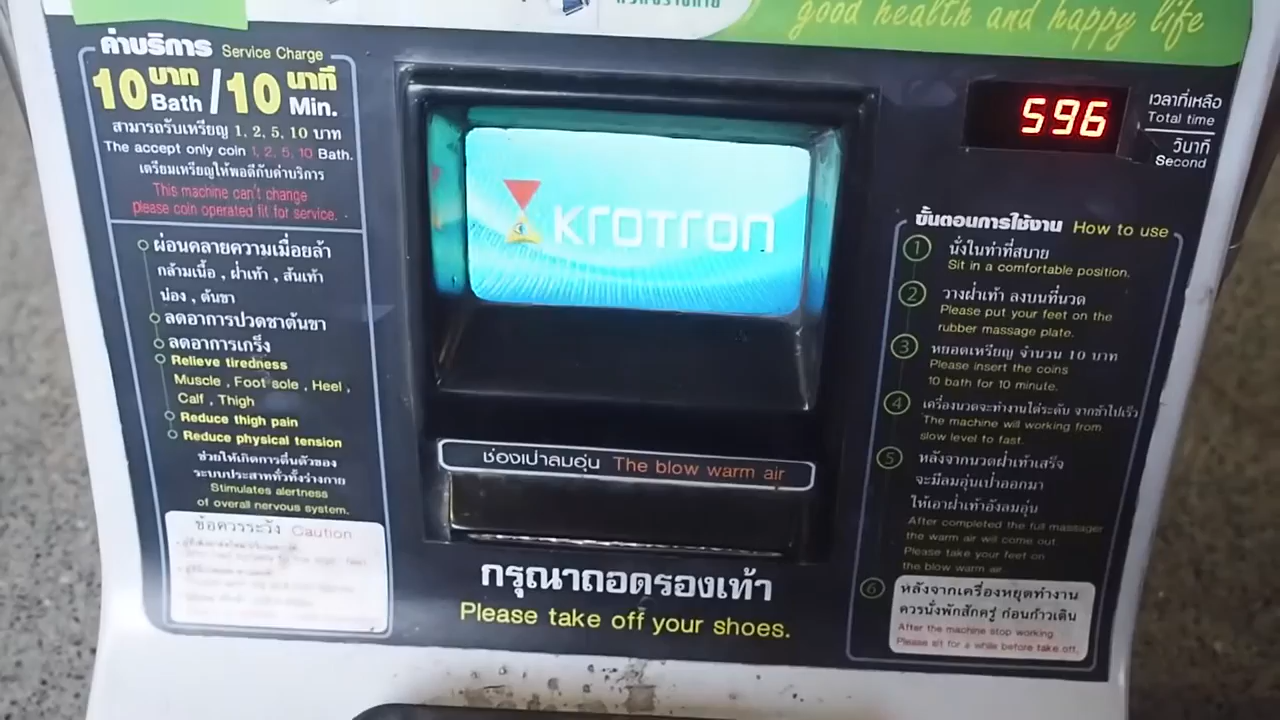 good health and happy life
ค่าบริการ Service Charge
10 บาท Bath / 10 นาที Min.
สามารถรับเหรียญ 1, 2, 5, 10 บาท
The accept only coin 1, 2, 5, 10 Bath.
เตรียมเหรียญให้พอดีกับค่าบริการ
This machine can't change
please coin operated fit for service.
ผ่อนคลายความเมื่อยล้า
กล้ามเนื้อ , ฝ่าเท้า , ส้นเท้า
น่อง , ต้นขา
ลดอาการปวดชาต้นขา
ลดอาการเกร็ง
Relieve tiredness
Muscle , Foot sole , Heel ,
Calf , Thigh
Reduce thigh pain
Reduce physical tension
ช่วยให้เกิดการตื่นตัวของ
ระบบประสาททั่วทั้งร่างกาย
Stimulates alertness
of overall nervous system.
ข้อควรระวัง Caution
KroTron
ช่องเป่าลมอุ่น The blow warm air
กรุณาถอดรองเท้า
Please take off your shoes.
596
เวลาที่เหลือ
Total time
วินาที
Second
ขั้นตอนการใช้งาน How to use
1 นั่งในท่าที่สบาย
Sit in a comfortable position.
2 วางฝ่าเท้า ลงบนที่นวด
Please put your feet on the
rubber massage plate.
3 หยอดเหรียญ จำนวน 10 บาท
Please insert the coins
10 bath for 10 minute.
4 เครื่องนวดจะทำงานไต่ระดับ จากช้าไปเร็ว
The machine will working from
slow level to fast.
5 หลังจากนวดฝ่าเท้าเสร็จ
จะมีลมอุ่นเป่าออกมา
ให้เอาฝ่าเท้าอังลมอุ่น
After completed the full massager
the warm air will come out.
Please take your feet on
the blow warm air.
6 หลังจากเครื่องหยุดทำงาน
ควรนั่งพักสักครู่ ก่อนก้าวเดิน
After the machine stop working
Please sit for a while before take off.